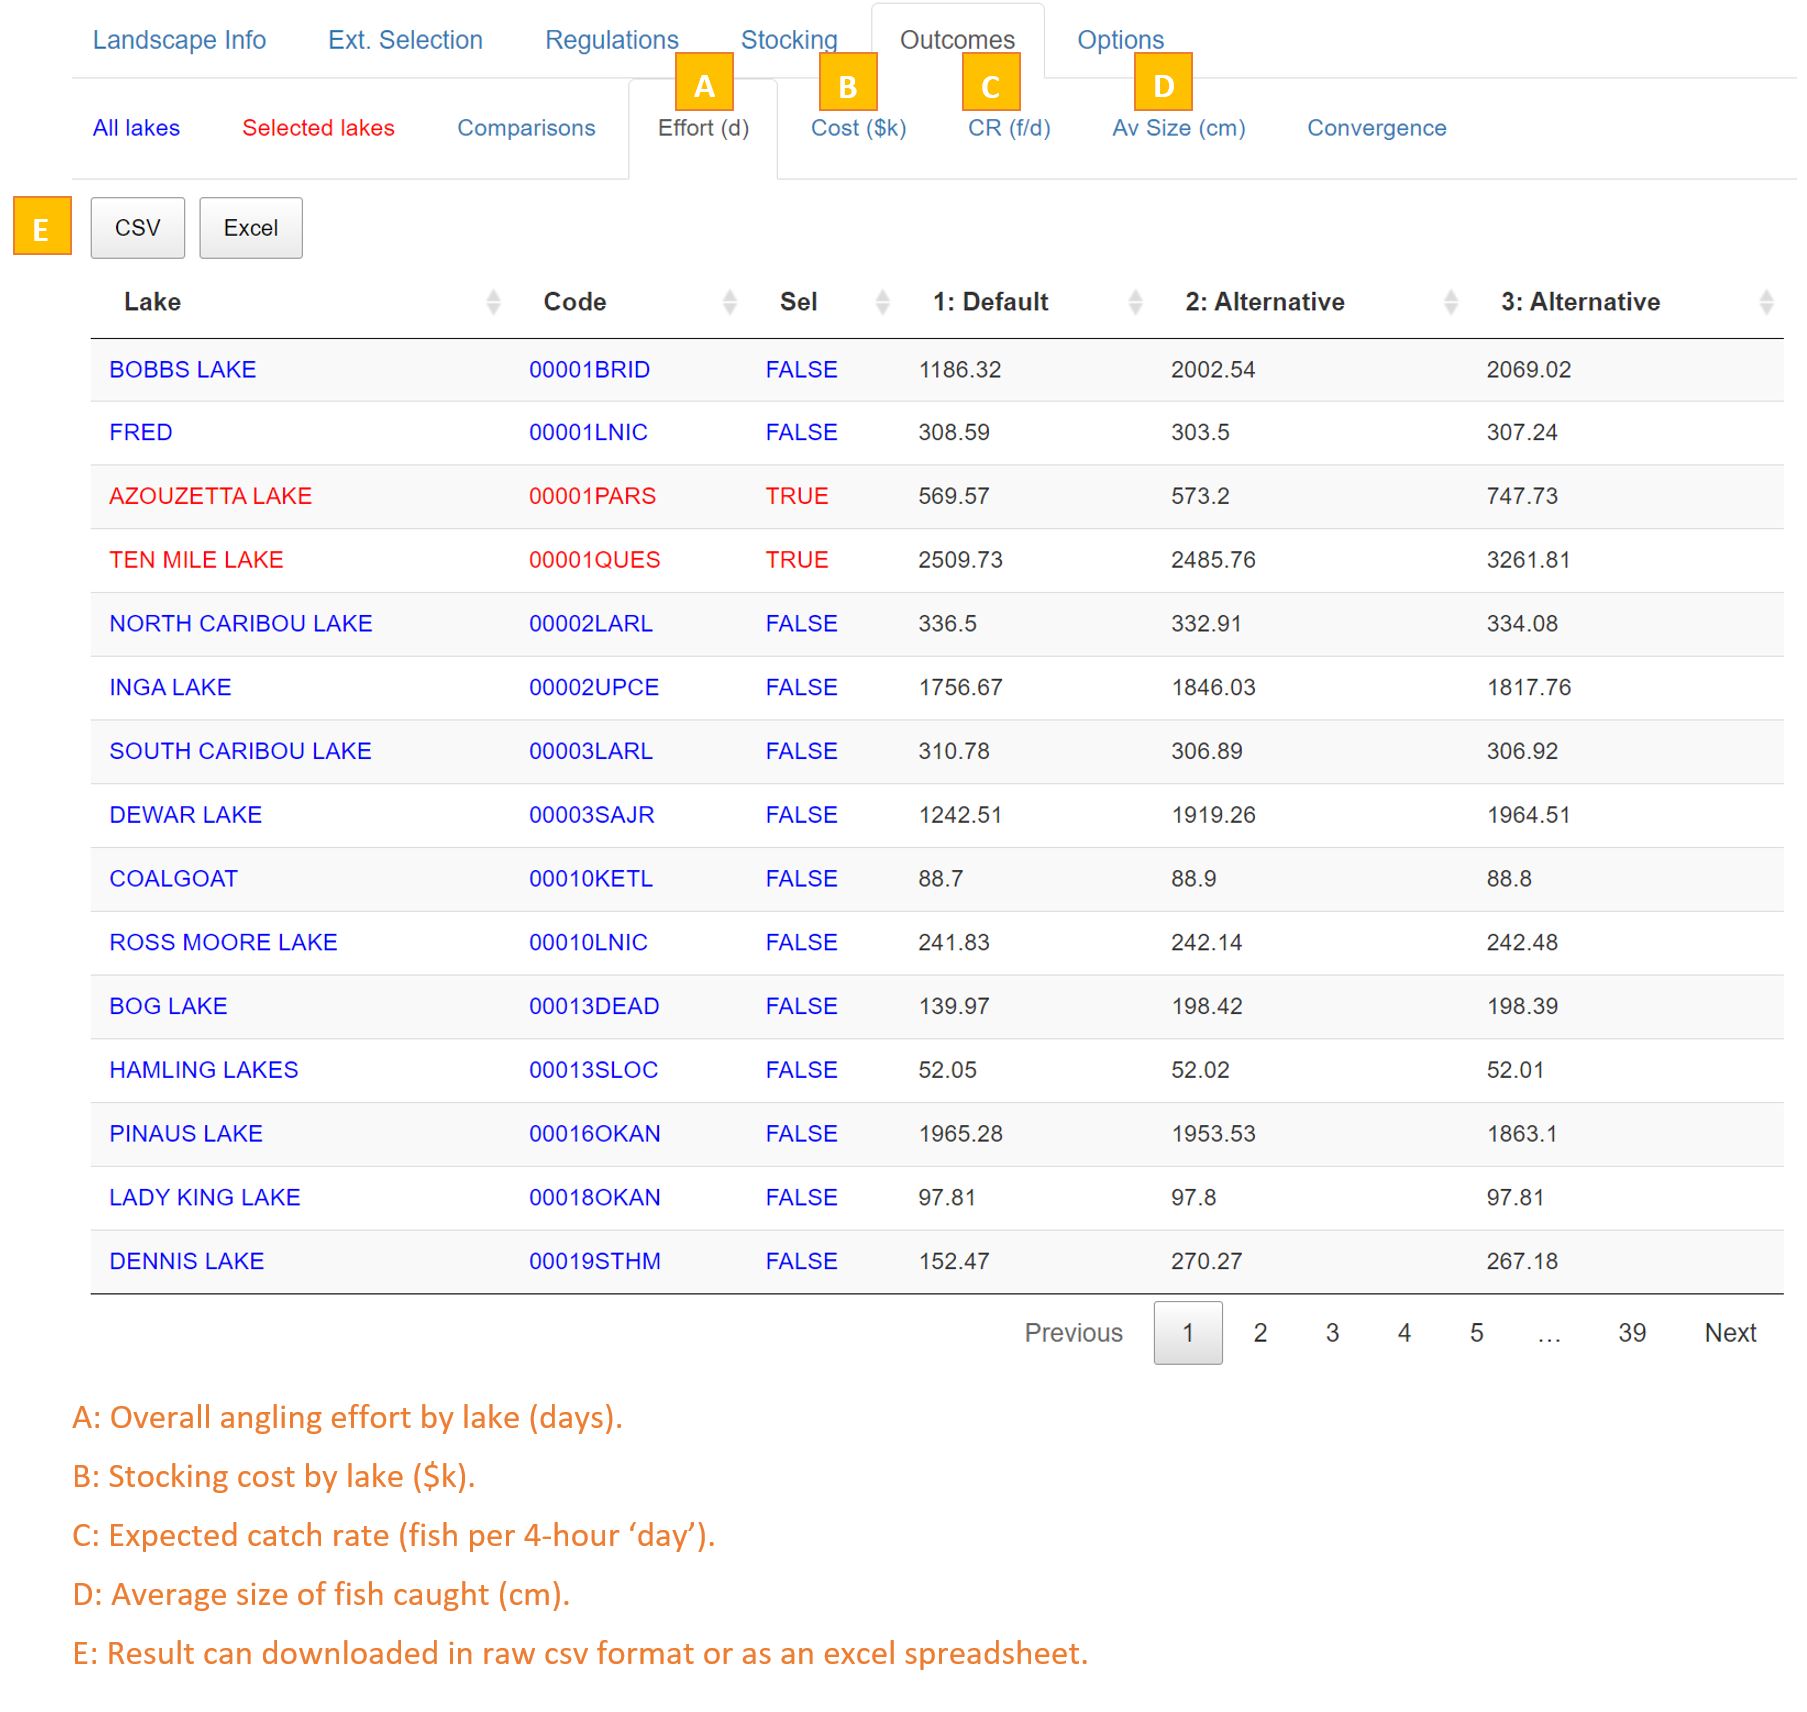 Landscape Info Ext. Selection Regulations Stocking Outcomes Options
A B C D
All lakes Selected lakes Comparisons Effort (d) Cost ($k) CR (f/d) Av Size (cm) Convergence
E CSV Excel
Lake Code Sel 1: Default 2: Alternative 3: Alternative
BOBBS LAKE 00001BRID FALSE 1186.32 2002.54 2069.02
FRED 00001LNIC FALSE 308.59 303.5 307.24
AZOUZETTA LAKE 00001PARS TRUE 569.57 573.2 747.73
TEN MILE LAKE 00001QUES TRUE 2509.73 2485.76 3261.81
NORTH CARIBOU LAKE 00002LARL FALSE 336.5 332.91 334.08
INGA LAKE 00002UPCE FALSE 1756.67 1846.03 1817.76
SOUTH CARIBOU LAKE 00003LARL FALSE 310.78 306.89 306.92
DEWAR LAKE 00003SAJR FALSE 1242.51 1919.26 1964.51
COALGOAT 00010KETL FALSE 88.7 88.9 88.8
ROSS MOORE LAKE 00010LNIC FALSE 241.83 242.14 242.48
BOG LAKE 00013DEAD FALSE 139.97 198.42 198.39
HAMLING LAKES 00013SLOC FALSE 52.05 52.02 52.01
PINAUS LAKE 00016OKAN FALSE 1965.28 1953.53 1863.1
LADY KING LAKE 00018OKAN FALSE 97.81 97.8 97.81
DENNIS LAKE 00019STHM FALSE 152.47 270.27 267.18
Previous 1 2 3 4 5 … 39 Next
A: Overall angling effort by lake (days).
B: Stocking cost by lake ($k).
C: Expected catch rate (fish per 4-hour ‘day’).
D: Average size of fish caught (cm).
E: Result can downloaded in raw csv format or as an excel spreadsheet.